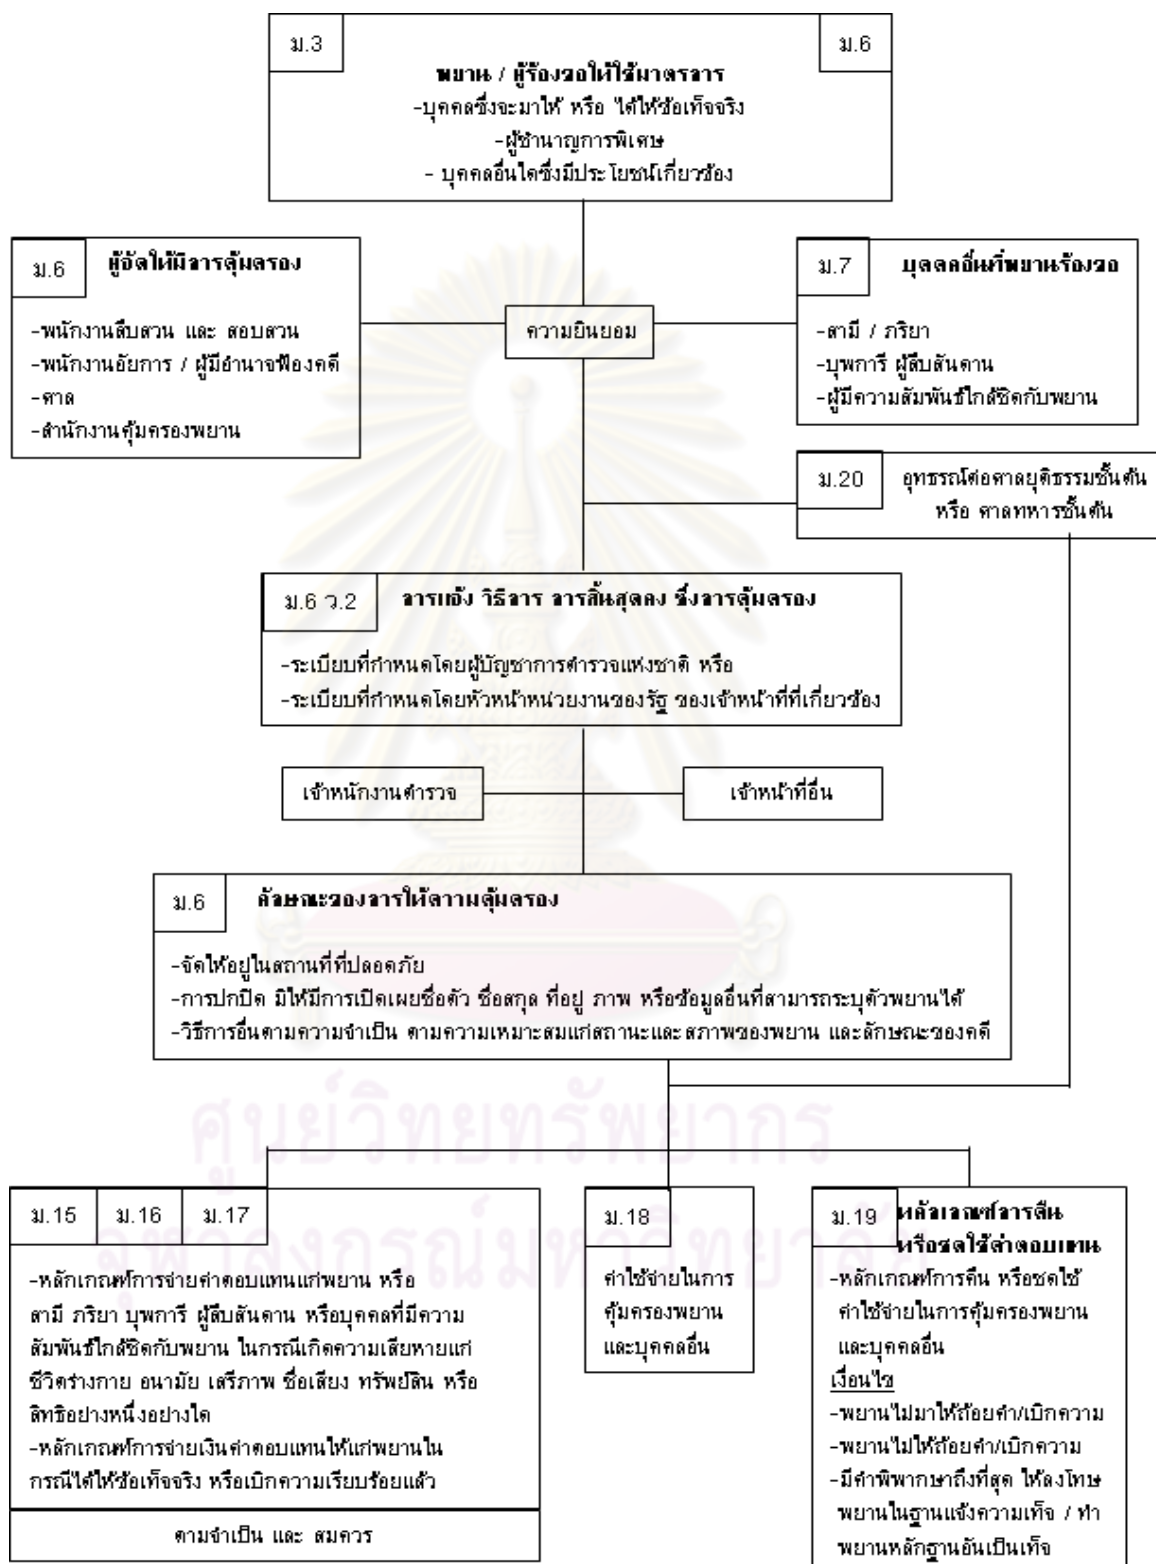 ม.3
ม.6
พยาน / ผู้ร้องขอให้ใช้มาตรการ
-บุคคลซึ่งจะมาให้ หรือ ได้ให้ข้อเท็จจริง
-ผู้ชำนาญการพิเศษ
- บุคคลอื่นใดซึ่งมีประโยชน์เกี่ยวข้อง
ม.6
ผู้จัดให้มีการคุ้มครอง
-พนักงานสืบสวน และ สอบสวน
-พนักงานอัยการ / ผู้มีอำนาจฟ้องคดี
-ศาล
-สำนักงานคุ้มครองพยาน
ความยินยอม
ม.7
บุคคลอื่นที่พยานร้องขอ
-สามี / ภริยา
-บุพการี ผู้สืบสันดาน
-ผู้มีความสัมพันธ์ใกล้ชิดกับพยาน
ม.20
อุทธรณ์ต่อศาลยุติธรรมชั้นต้น
หรือ ศาลทหารชั้นต้น
ม.6 ว.2
การแจ้ง วิธีการ การสิ้นสุดลง ซึ่งการคุ้มครอง
-ระเบียบที่กำหนดโดยผู้บัญชาการตำรวจแห่งชาติ หรือ
-ระเบียบที่กำหนดโดยหัวหน้าหน่วยงานของรัฐ ของเจ้าหน้าที่ที่เกี่ยวข้อง
เจ้าหนักงานตำรวจ
เจ้าหน้าที่อื่น
ม.6
ลักษณะของการให้ความคุ้มครอง
-จัดให้อยู่ในสถานที่ที่ปลอดภัย
-การปกปิด มิให้มีการเปิดเผยชื่อตัว ชื่อสกุล ที่อยู่ ภาพ หรือข้อมูลอื่นที่สามารถระบุตัวพยานได้
-วิธีการอื่นตามความจำเป็น ตามความเหมาะสมแก่สถานะและสภาพของพยาน และลักษณะของคดี
ศูนย์วิทยทรัพยากร
จุฬาลงกรณ์มหาวิทยาลัย
ม.15
ม.16
ม.17
-หลักเกณฑ์การจ่ายค่าตอบแทนแก่พยาน หรือ
สามี ภริยา บุพการี ผู้สืบสันดาน หรือบุคคลที่มีความ
สัมพันธ์ใกล้ชิดกับพยาน ในกรณีเกิดความเสียหายแก่
ชีวิตร่างกาย อนามัย เสรีภาพ ชื่อเสียง ทรัพย์สิน หรือ
สิทธิอย่างหนึ่งอย่างใด
-หลักเกณฑ์การจ่ายเงินค่าตอบแทนให้แก่พยานใน
กรณีได้ให้ข้อเท็จจริง หรือเบิกความเรียบร้อยแล้ว
ตามจำเป็น และ สมควร
ม.18
ค่าใช้จ่ายในการ
คุ้มครองพยาน
และบุคคลอื่น
ม.19
หลักเกณฑ์การคืน
หรือชดใช้ค่าตอบแทน
-หลักเกณฑ์การคืน หรือชดใช้
ค่าใช้จ่ายในการคุ้มครองพยาน
และบุคคลอื่น
เงื่อนไข
-พยานไม่มาให้ถ้อยคำ/เบิกความ
-พยานไม่ให้ถ้อยคำ/เบิกความ
-มีคำพิพากษาถึงที่สุด ให้ลงโทษ
พยานในฐานแจ้งความเท็จ / ทำ
พยานหลักฐานอันเป็นเท็จ